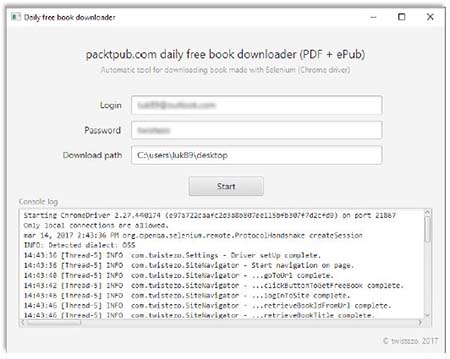 Daily free book downloader
packtpub.com daily free book downloader (PDF + ePub)
Automatic tool for downloading book made with Selenium (Chrome driver)
Login
Password
Download path C:\users\luk89\desktop
Start
Console log
Starting ChromeDriver 2.27.440174 on port 21867
Only local connections are allowed.
mar 14, 2017 2:43:36 PM org.openqa.selenium.remote.ProtocolHandshake createSession
INFO: Detected dialect: OSS
14:43:36 [Thread-5] INFO com.twistezo.Settings - Driver setUp complete.
14:43:36 [Thread-5] INFO com.twistezo.SiteNavigator - Start navigation on page.
14:43:40 [Thread-5] INFO com.twistezo.SiteNavigator - ...goToUrl complete.
14:43:42 [Thread-5] INFO com.twistezo.SiteNavigator - ...clickButtonToGetFreeBook complete.
14:43:46 [Thread-5] INFO com.twistezo.SiteNavigator - ...logInToSite complete.
14:43:46 [Thread-5] INFO com.twistezo.SiteNavigator - ...retrieveBookIdFromUrl complete.
14:43:46 [Thread-5] INFO com.twistezo.SiteNavigator - ...retrieveBookTitle complete.
© twistezo, 2017